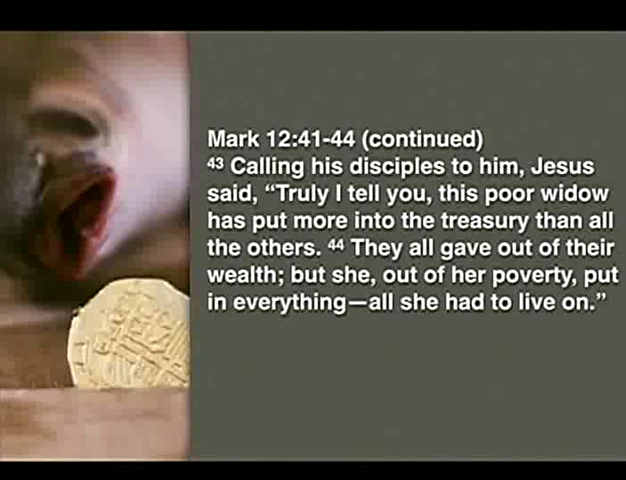 Mark 12:41-44 (continued)
⁴³ Calling his disciples to him, Jesus
said, “Truly I tell you, this poor widow
has put more into the treasury than all
the others. ⁴⁴ They all gave out of their
wealth; but she, out of her poverty, put
in everything—all she had to live on.”